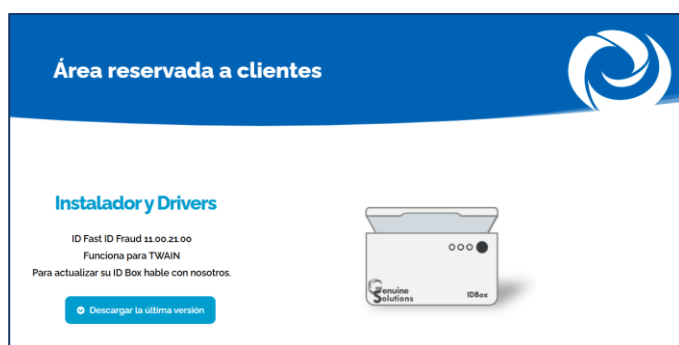 Área reservada a clientes
Instalador y Drivers
ID Fast ID Fraud 11.00.21.00
Funciona para TWAIN
Para actualizar su ID Box hable con nosotros.
Descargar la última versión
Genuine
Solutions
IDBox